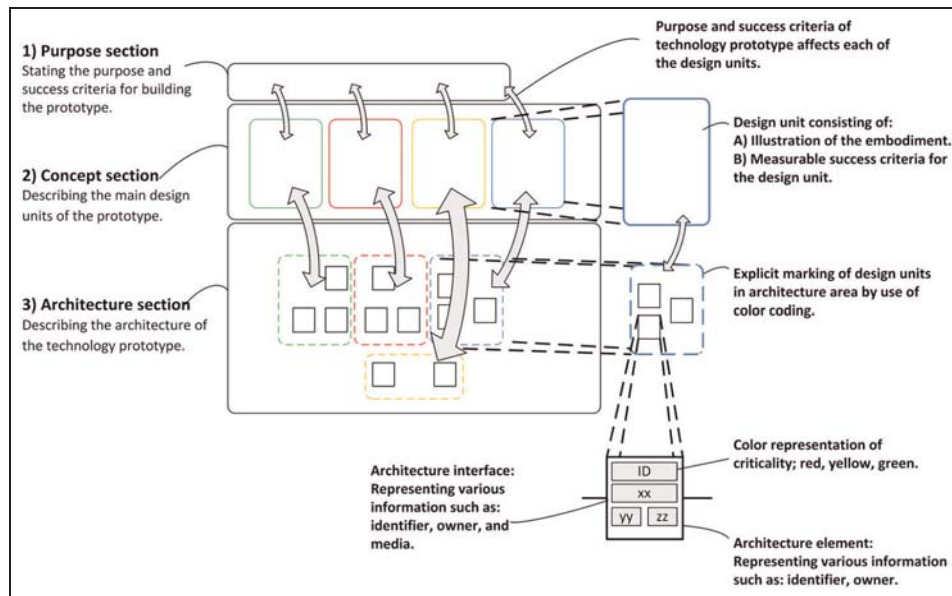 1) Purpose section
Stating the purpose and
success criteria for building
the prototype.
2) Concept section
Describing the main design
units of the prototype.
3) Architecture section
Describing the architecture of
the technology prototype.
Purpose and success criteria of
technology prototype affects each of
the design units.
Design unit consisting of:
A) Illustration of the embodiment.
B) Measurable success criteria for
the design unit.
Explicit marking of design units
in architecture area by use of
color coding.
Color representation of
criticality; red, yellow, green.
Architecture interface:
Representing various
information such as:
identifier, owner, and
media.
ID
xx
yy zz
Architecture element:
Representing various information
such as: identifier, owner.